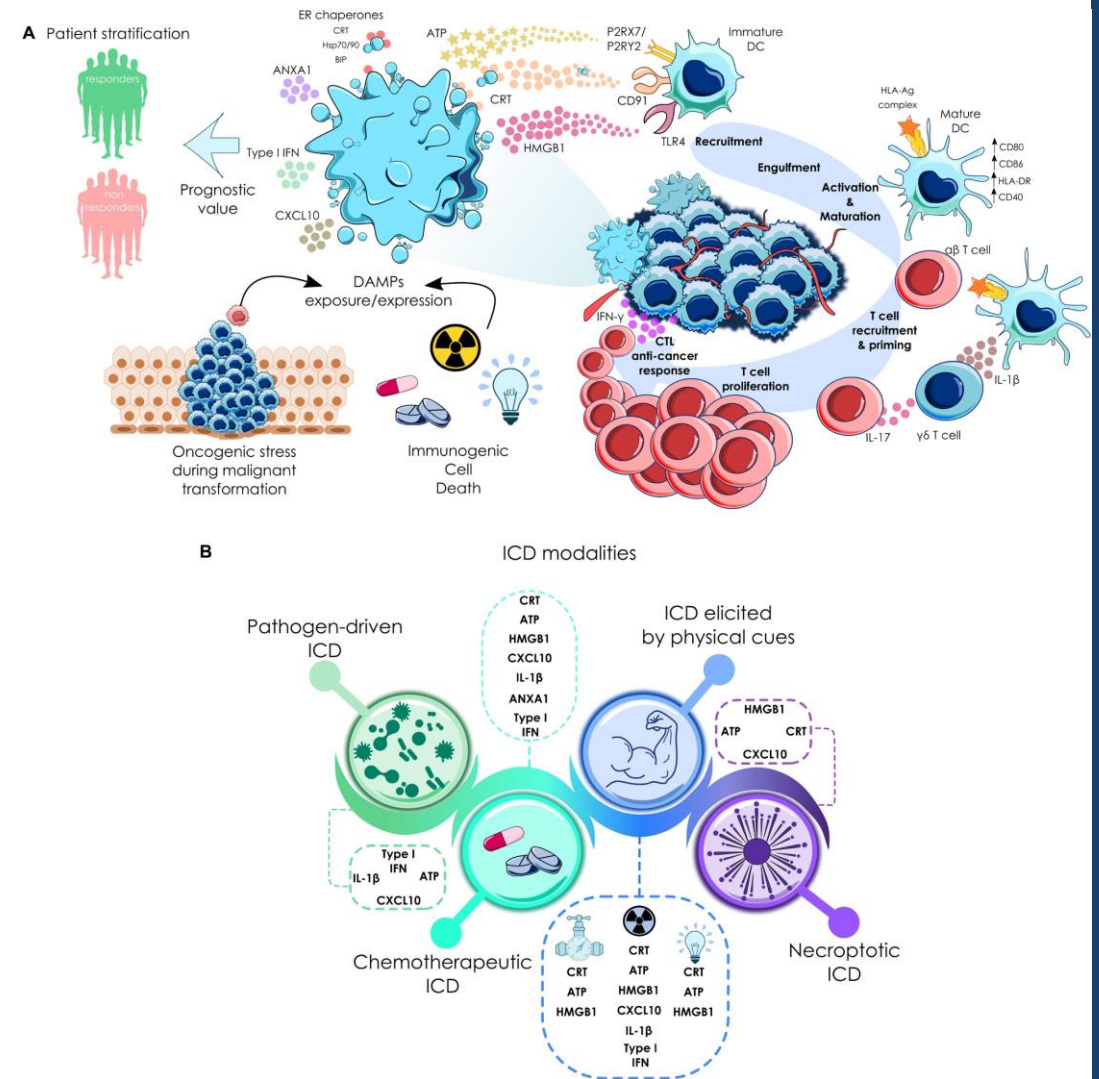 A Patient stratification
responders
non
responders
Prognostic
value
ER chaperones
CRT
Hsp70/90
BIP
ANXA1
Type I IFN
CXCL10
ATP
CRT
HMGB1
P2RX7/
P2RY2
CD91
TLR4
Immature
DC
Recruitment
Engulfment
Activation
&
Maturation
HLA-Ag
complex
Mature
DC
CD80
CD86
HLA-DR
CD40
αβ T cell
T cell
recruitment
& priming
IL-1β
γδ T cell
IL-17
T cell
proliferation
IFN-γ
CTL
anti-cancer
response
DAMPs
exposure/expression
Oncogenic stress
during malignant
transformation
Immunogenic
Cell
Death
B
ICD modalities
Pathogen-driven
ICD
Type I
IFN
IL-1β
ATP
CXCL10
CRT
ATP
HMGB1
CXCL10
IL-1β
ANXA1
Type I
IFN
Chemotherapeutic
ICD
ICD elicited
by physical cues
CRT
ATP
HMGB1
CRT
ATP
HMGB1
CXCL10
IL-1β
Type I
IFN
CRT
ATP
HMGB1
HMGB1
ATP
CRT
CXCL10
Necroptotic
ICD